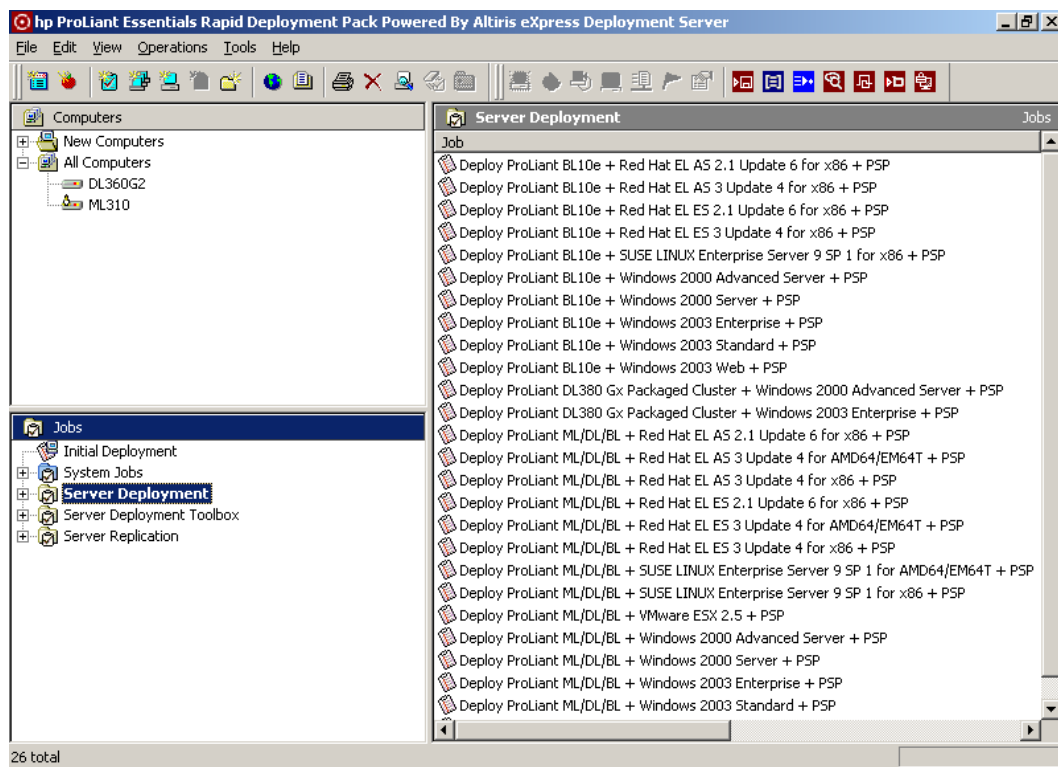 hp ProLiant Essentials Rapid Deployment Pack Powered By Altiris eXpress Deployment Server
File Edit View Operations Tools Help
Computers
New Computers
All Computers
DL360G2
ML310
Jobs
Initial Deployment
System Jobs
Server Deployment
Server Deployment Toolbox
Server Replication
Server Deployment Jobs
Job
Deploy ProLiant BL10e + Red Hat EL AS 2.1 Update 6 for x86 + PSP
Deploy ProLiant BL10e + Red Hat EL AS 3 Update 4 for x86 + PSP
Deploy ProLiant BL10e + Red Hat EL ES 2.1 Update 6 for x86 + PSP
Deploy ProLiant BL10e + Red Hat EL ES 3 Update 4 for x86 + PSP
Deploy ProLiant BL10e + SUSE LINUX Enterprise Server 9 SP 1 for x86 + PSP
Deploy ProLiant BL10e + Windows 2000 Advanced Server + PSP
Deploy ProLiant BL10e + Windows 2000 Server + PSP
Deploy ProLiant BL10e + Windows 2003 Enterprise + PSP
Deploy ProLiant BL10e + Windows 2003 Standard + PSP
Deploy ProLiant BL10e + Windows 2003 Web + PSP
Deploy ProLiant DL380 Gx Packaged Cluster + Windows 2000 Advanced Server + PSP
Deploy ProLiant DL380 Gx Packaged Cluster + Windows 2003 Enterprise + PSP
Deploy ProLiant ML/DL/BL + Red Hat EL AS 2.1 Update 6 for x86 + PSP
Deploy ProLiant ML/DL/BL + Red Hat EL AS 3 Update 4 for AMD64/EM64T + PSP
Deploy ProLiant ML/DL/BL + Red Hat EL AS 3 Update 4 for x86 + PSP
Deploy ProLiant ML/DL/BL + Red Hat EL ES 2.1 Update 6 for x86 + PSP
Deploy ProLiant ML/DL/BL + Red Hat EL ES 3 Update 4 for AMD64/EM64T + PSP
Deploy ProLiant ML/DL/BL + Red Hat EL ES 3 Update 4 for x86 + PSP
Deploy ProLiant ML/DL/BL + SUSE LINUX Enterprise Server 9 SP 1 for AMD64/EM64T + PSP
Deploy ProLiant ML/DL/BL + SUSE LINUX Enterprise Server 9 SP 1 for x86 + PSP
Deploy ProLiant ML/DL/BL + VMware ESX 2.5 + PSP
Deploy ProLiant ML/DL/BL + Windows 2000 Advanced Server + PSP
Deploy ProLiant ML/DL/BL + Windows 2000 Server + PSP
Deploy ProLiant ML/DL/BL + Windows 2003 Enterprise + PSP
Deploy ProLiant ML/DL/BL + Windows 2003 Standard + PSP
26 total